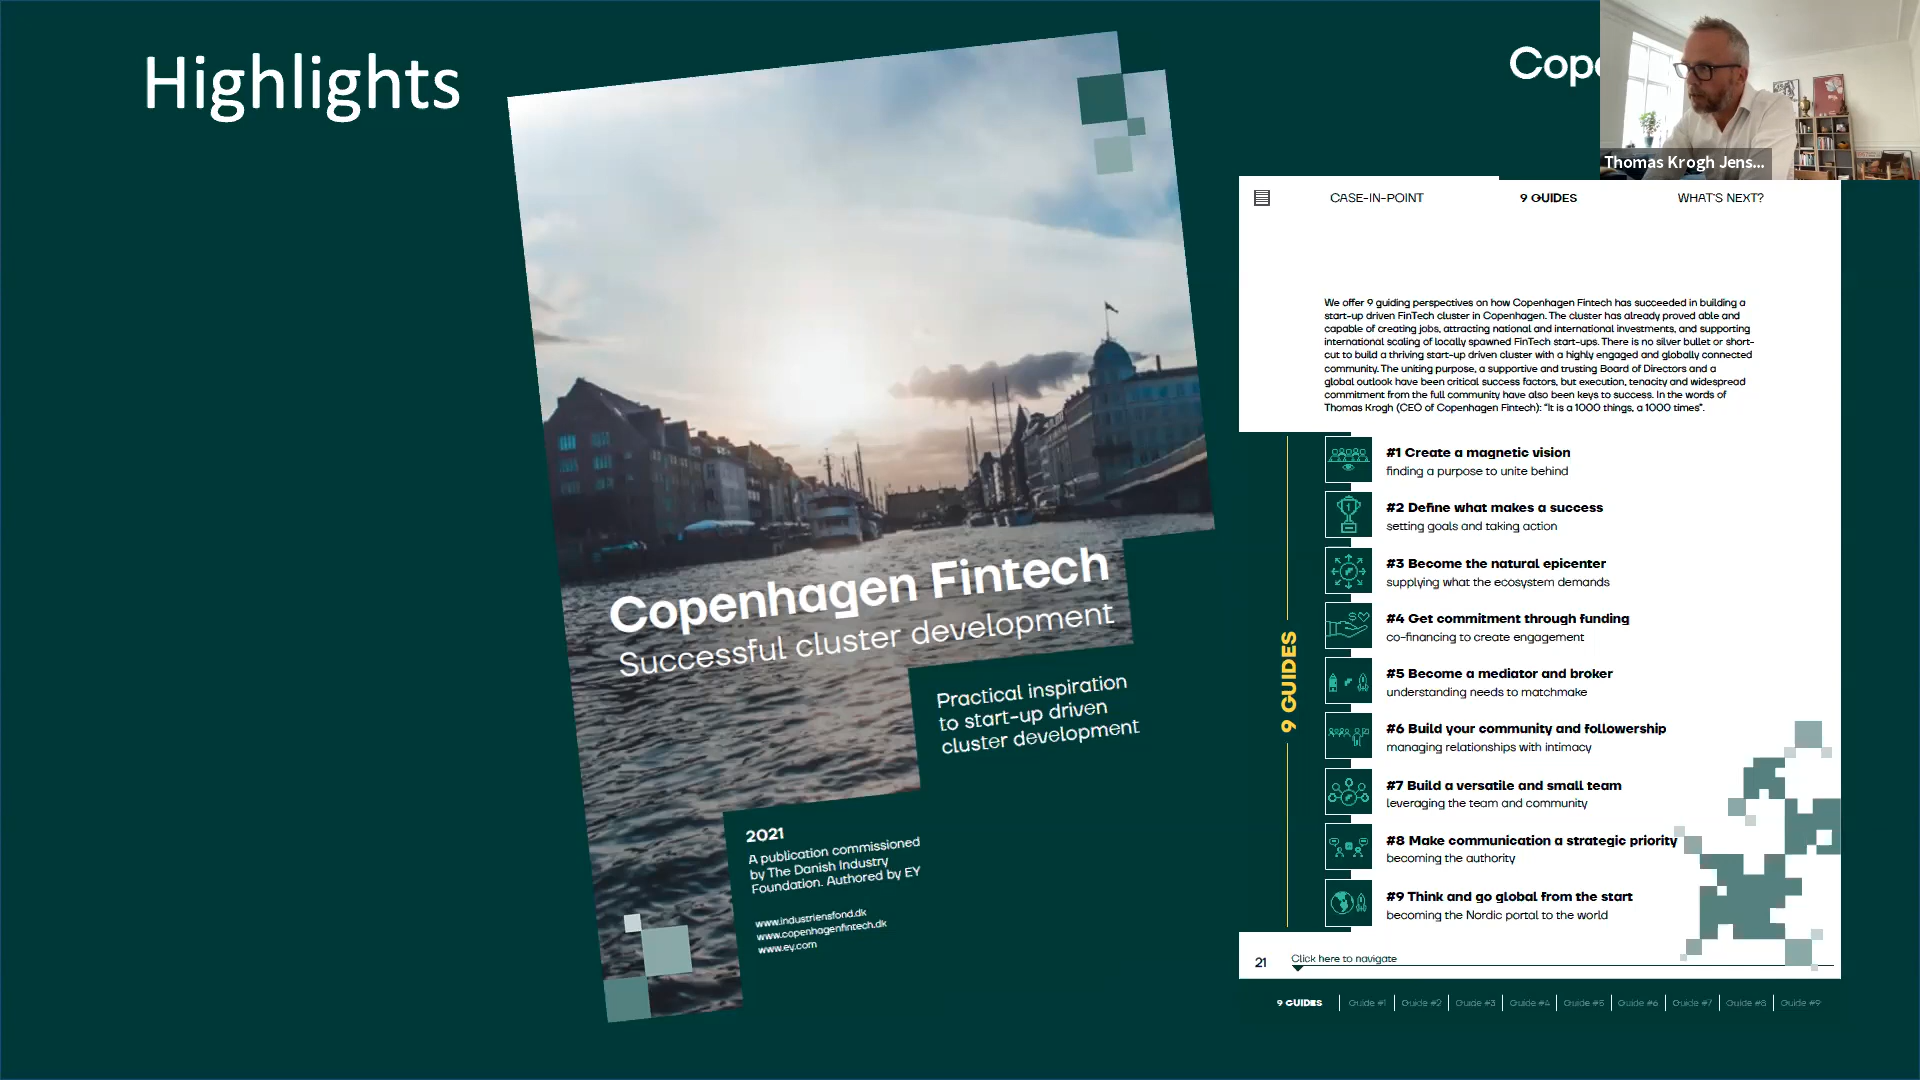 Highlights
Cope
Thomas Krogh Jens...
Copenhagen Fintech
Successful cluster development
Practical inspiration
to start-up driven
cluster development
2021
A publication commissioned
by The Danish Industry
Foundation. Authored by EY
www.industriensfond.dk
www.copenhagenfintech.dk
www.ey.com
CASE-IN-POINT
9 GUIDES
WHAT'S NEXT?
We offer 9 guiding perspectives on how Copenhagen Fintech has succeeded in building a
start-up driven FinTech cluster in Copenhagen. The cluster has already proved able and
capable of creating jobs, attracting national and international investments, and supporting
international scaling of locally spawned FinTech start-ups. There is no silver bullet or short-
cut to build a thriving start-up driven cluster with a highly engaged and globally connected
community. The uniting purpose, a supportive and trusting Board of Directors and a
global outlook have been critical success factors, but execution, tenacity and widespread
commitment from the full community have also been keys to success. In the words of
Thomas Krogh (CEO of Copenhagen Fintech): "It is a 1000 things, a 1000 times".
9 GUIDES
#1 Create a magnetic vision
finding a purpose to unite behind
#2 Define what makes a success
setting goals and taking action
#3 Become the natural epicenter
supplying what the ecosystem demands
#4 Get commitment through funding
co-financing to create engagement
#5 Become a mediator and broker
understanding needs to matchmake
#6 Build your community and followership
managing relationships with intimacy
#7 Build a versatile and small team
leveraging the team and community
#8 Make communication a strategic priority
becoming the authority
#9 Think and go global from the start
becoming the Nordic portal to the world
21
Click here to navigate
9 GUIDES
Guide #1
Guide #2
Guide #3
Guide #4
Guide #5
Guide #6
Guide #7
Guide #8
Guide #9